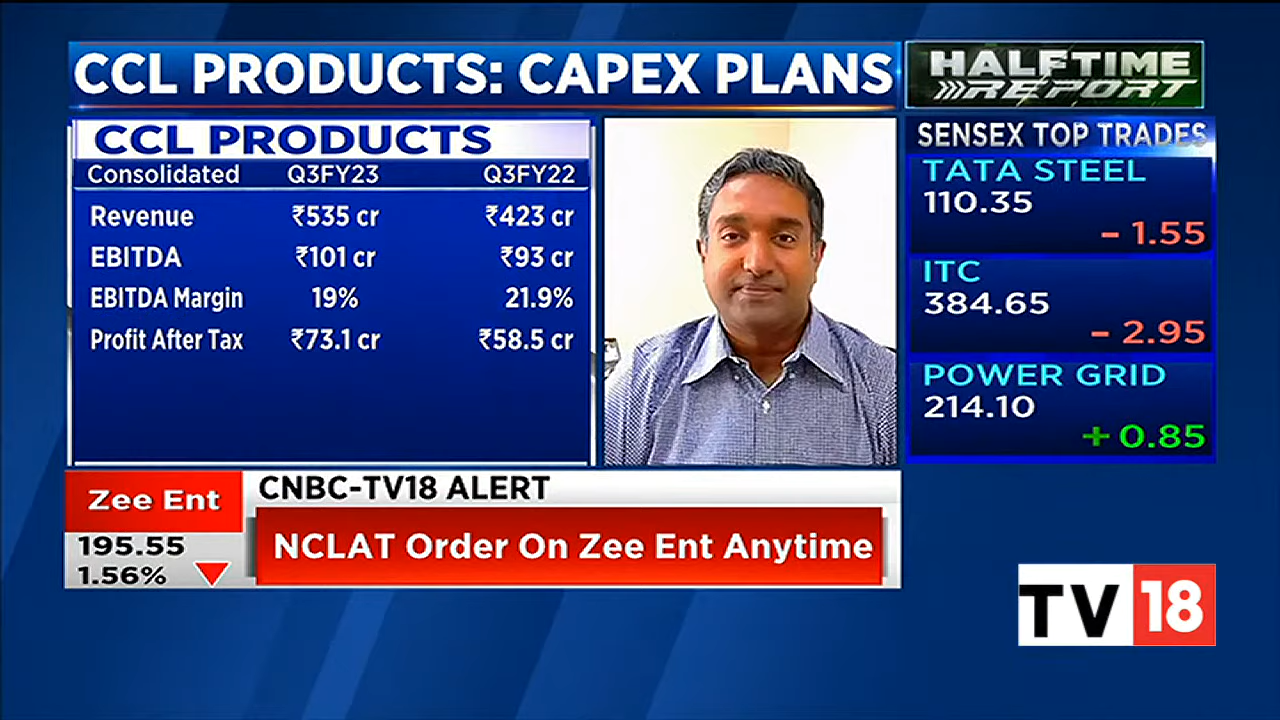 CCL PRODUCTS: CAPEX PLANS
HALFTIME
REPORT
CCL PRODUCTS
Consolidated Q3FY23 Q3FY22
Revenue ₹535 cr ₹423 cr
EBITDA ₹101 cr ₹93 cr
EBITDA Margin 19% 21.9%
Profit After Tax ₹73.1 cr ₹58.5 cr
SENSEX TOP TRADES
TATA STEEL
110.35
- 1.55
ITC
384.65
- 2.95
POWER GRID
214.10
+ 0.85
Zee Ent
195.55
1.56%
CNBC-TV18 ALERT
NCLAT Order On Zee Ent Anytime
TV18